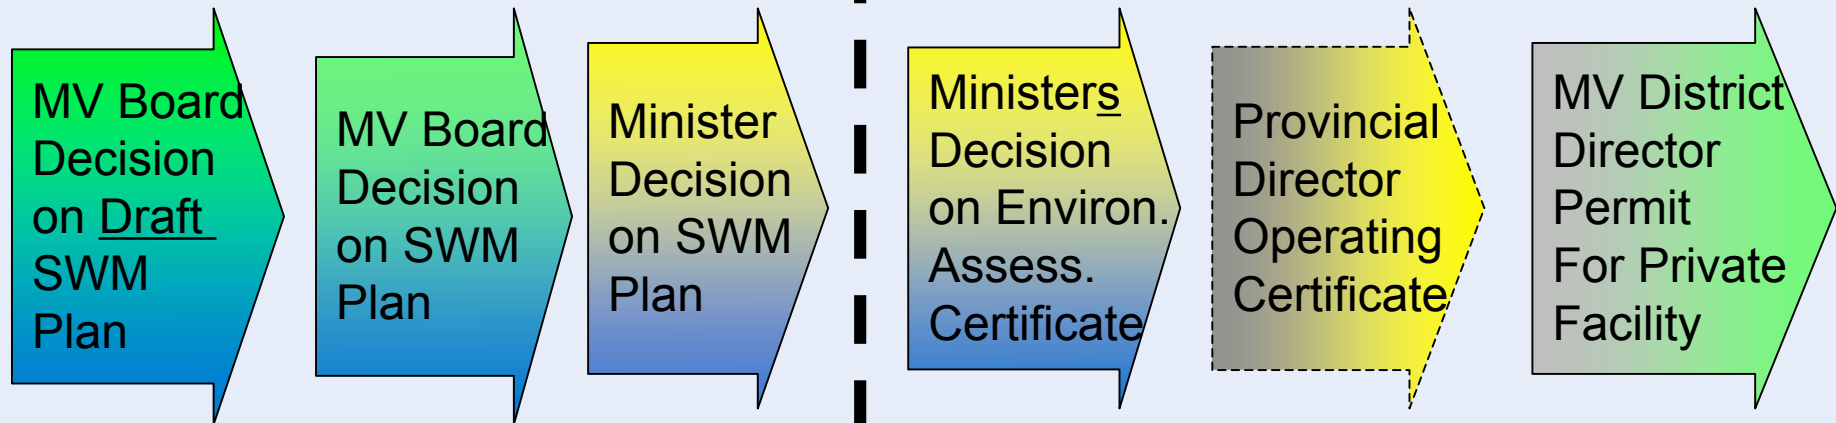 MV Board
Decision
on Draft
SWM
Plan
MV Board
Decision
on SWM
Plan
Minister
Decision
on SWM
Plan
Ministers
Decision
on Environ.
Assess.
Certificate
Provincial
Director
Operating
Certificate
MV District
Director
Permit
For Private
Facility